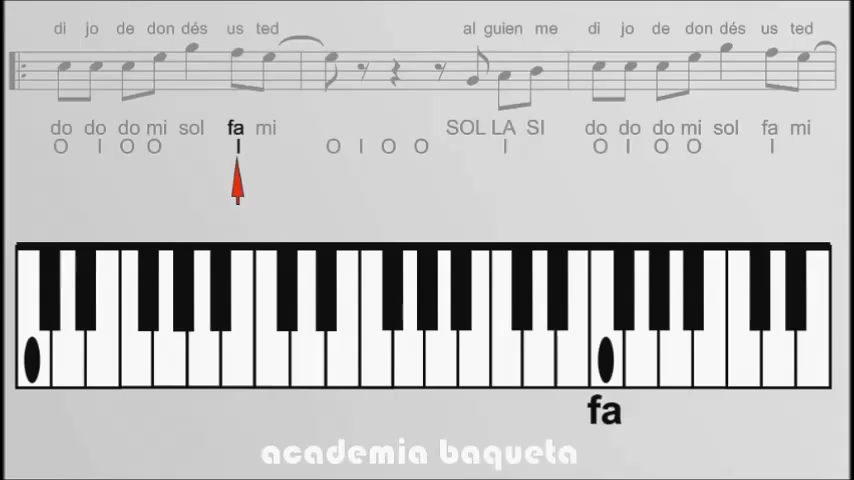 di jo de don dés us ted al guien me di jo de don dés us ted
do do do mi sol fa mi SOL LA SI do do do mi sol fa mi
O I O O I O I O O I O I O O I
fa
academia baqueta